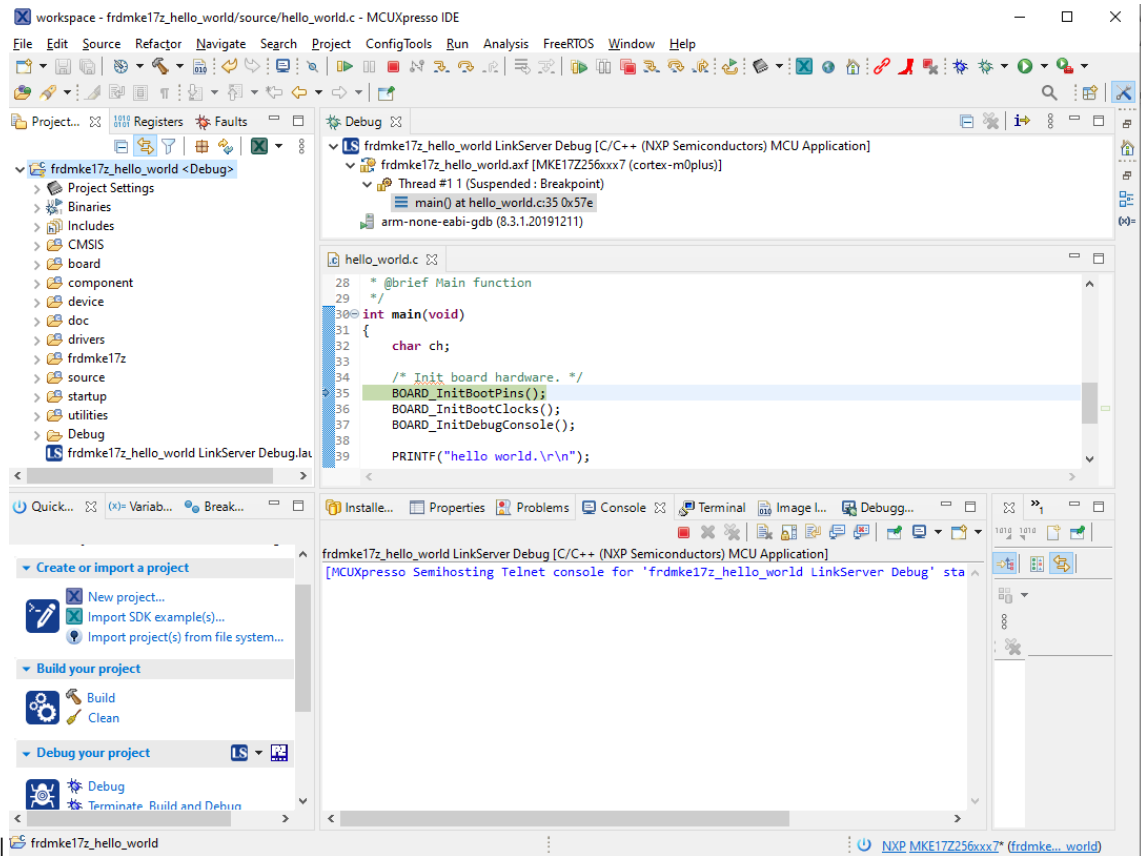 workspace - frdmke17z_hello_world/source/hello_world.c - MCUXpresso IDE
File Edit Source Refactor Navigate Search Project ConfigTools Run Analysis FreeRTOS Window Help
Project... Registers Faults
frdmke17z_hello_world <Debug>
Project Settings
Binaries
Includes
CMSIS
board
component
device
doc
drivers
frdmke17z
source
startup
utilities
Debug
frdmke17z_hello_world LinkServer Debug.lau
Debug
frdmke17z_hello_world LinkServer Debug [C/C++ (NXP Semiconductors) MCU Application]
frdmke17z_hello_world.axf [MKE17Z256xxx7 (cortex-m0plus)]
Thread #1 1 (Suspended : Breakpoint)
main() at hello_world.c:35 0x57e
arm-none-eabi-gdb (8.3.1.20191211)
hello_world.c
28 * @brief Main function
29 */
30 int main(void)
31 {
32 char ch;
33
34 /* Init board hardware. */
35 BOARD_InitBootPins();
36 BOARD_InitBootClocks();
37 BOARD_InitDebugConsole();
38
39 PRINTF("hello world.\r\n");
Quick... (x)= Variab... Break...
Create or import a project
New project...
Import SDK example(s)...
Import project(s) from file system...
Build your project
Build
Clean
Debug your project
LS
Debug
Terminate, Build and Debug
Installe... Properties Problems Console Terminal Image I... Debugg...
frdmke17z_hello_world LinkServer Debug [C/C++ (NXP Semiconductors) MCU Application]
[MCUXpresso Semihosting Telnet console for 'frdmke17z_hello_world LinkServer Debug' sta
frdmke17z_hello_world
NXP MKE17Z256xxx7* (frdmke... world)